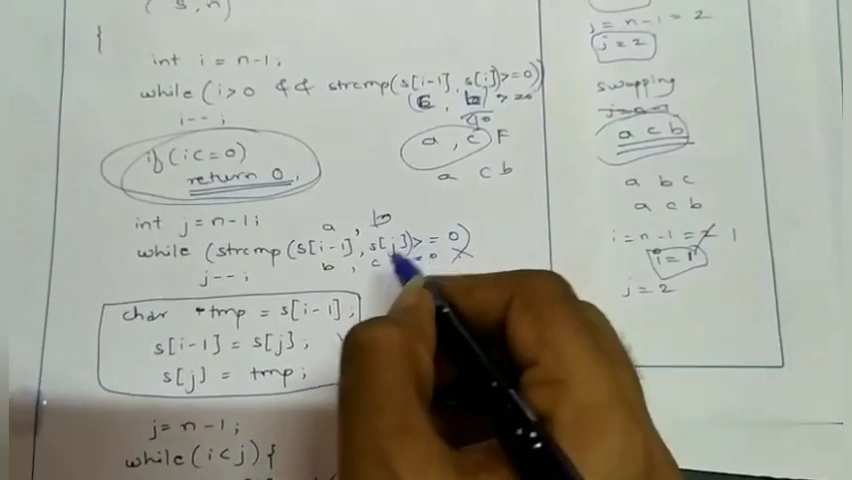 ( s, n)
{
int i = n-1;
while (i>0 && strcmp(s[i-1], s[i])>=0)
i--;
a , c F
if (i<=0)
return 0.
a c b
int j = n-1;
a , b
while (strcmp(s[i-1], s[j])>=0)
b , c
j--;
char *tmp = s[i-1];
s[i-1] = s[j];
s[j] = tmp;
j = n-1;
while(i<j){
j = n-1 = 2
j = 2
swapping
a c b
a b c
a c b
i = n-1 = 2 1
i = 1
j = 2